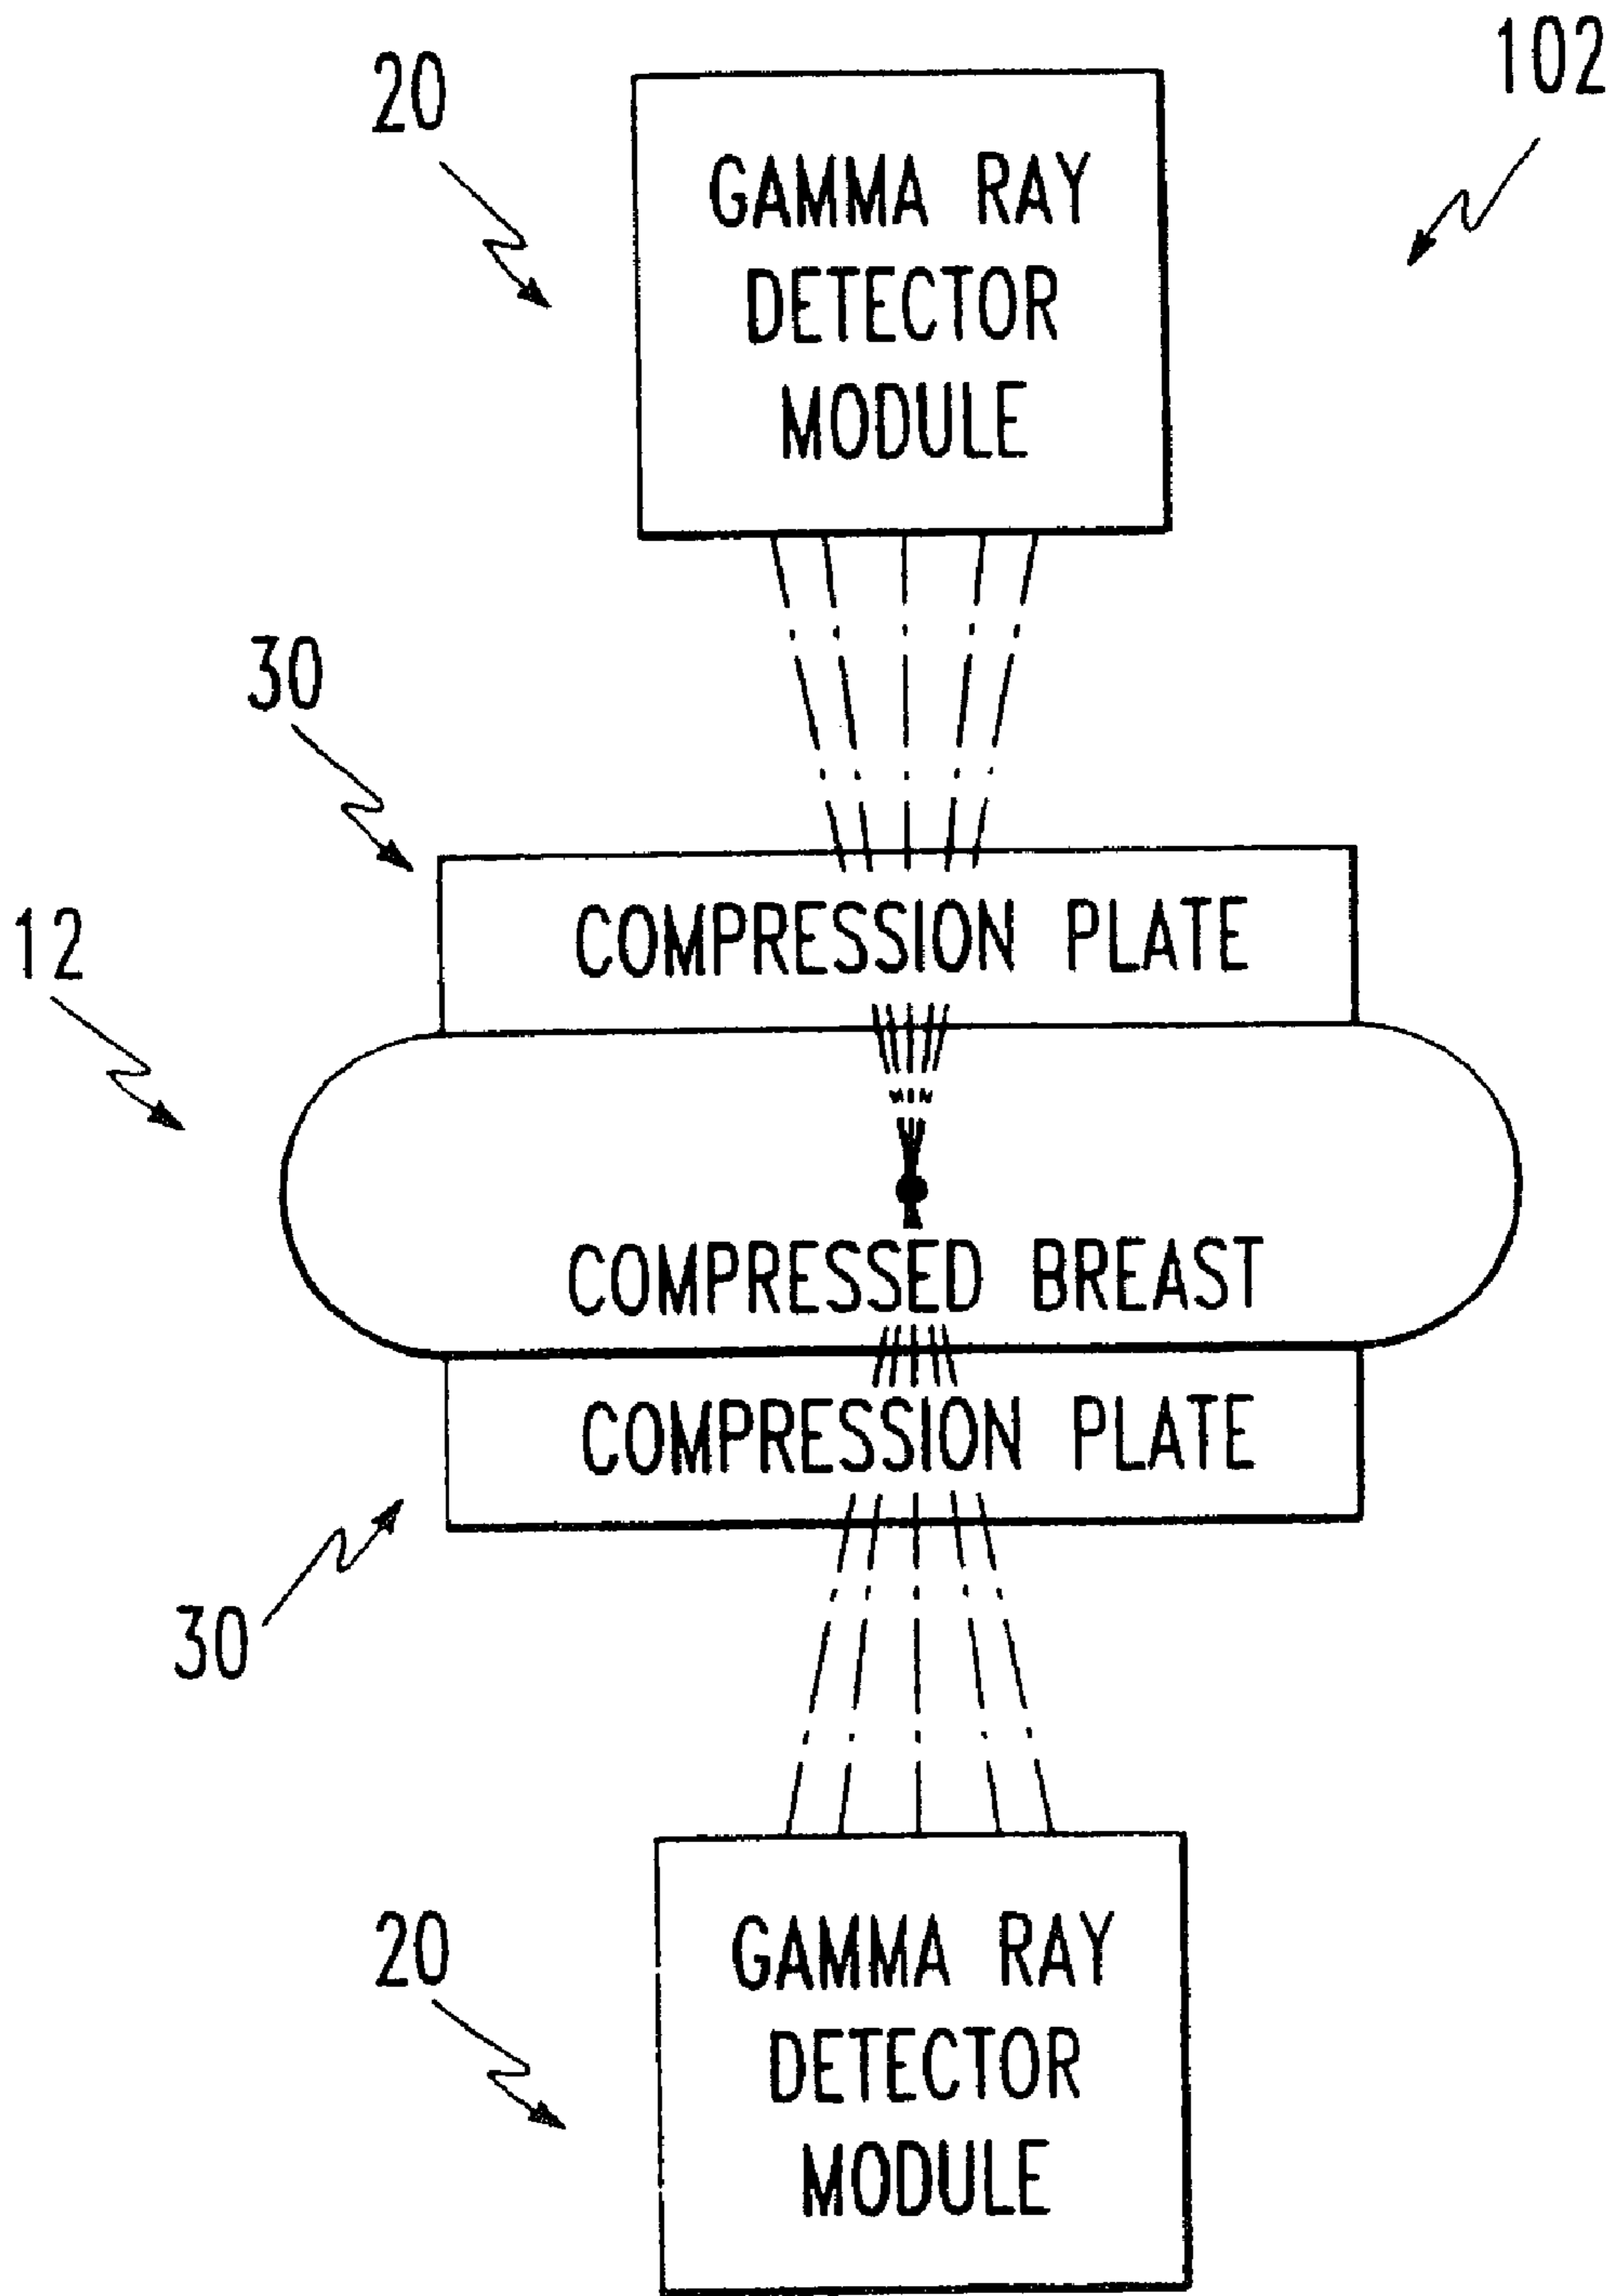 102
20
GAMMA RAY
DETECTOR
MODULE
30
COMPRESSION PLATE
12
COMPRESSED BREAST
COMPRESSION PLATE
30
20
GAMMA RAY
DETECTOR
MODULE